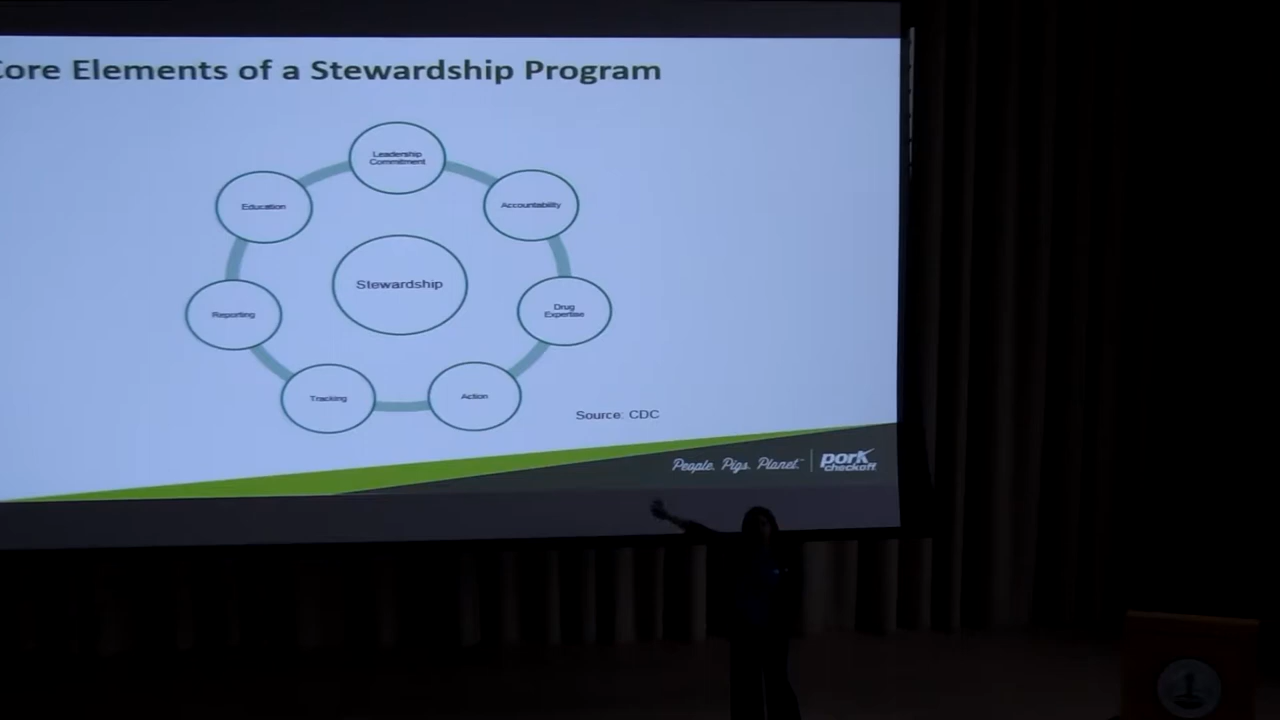 Core Elements of a Stewardship Program
Leadership
Commitment
Education
Accountability
Stewardship
Reporting
Drug
Expertise
Tracking
Action
Source: CDC
People. Pigs. Planet.™
pork
checkoff